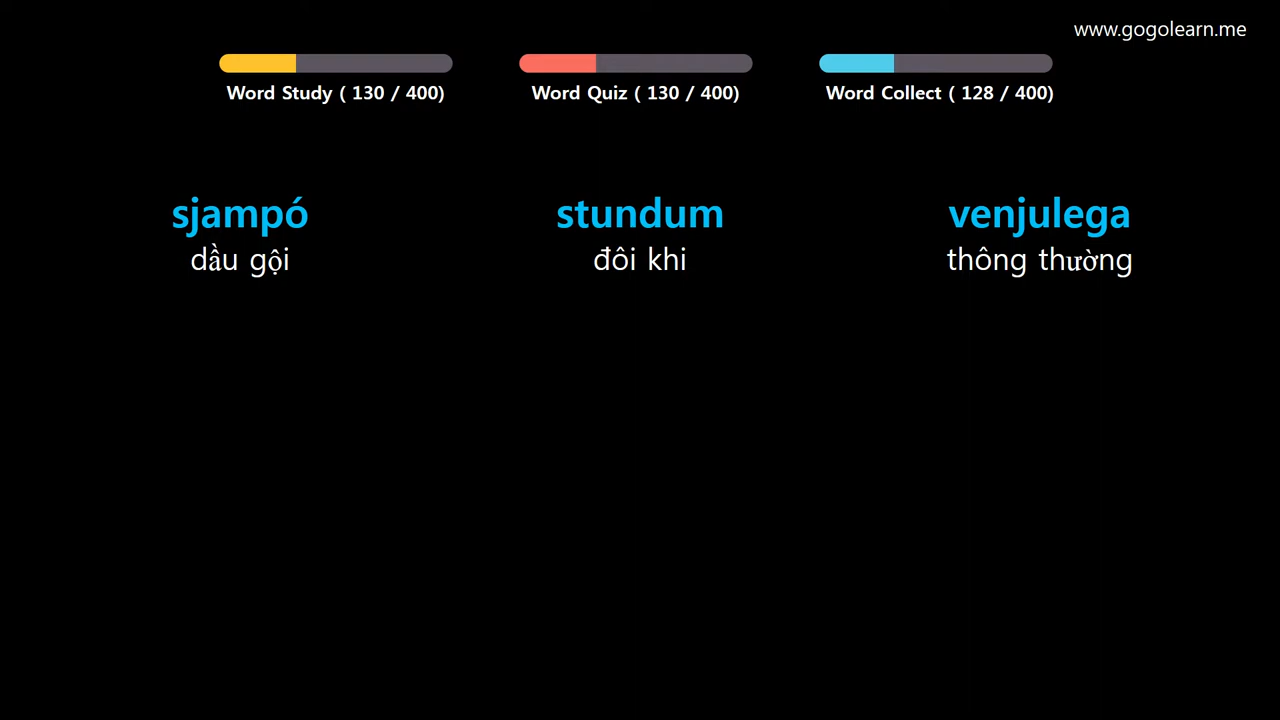 www.gogolearn.me
Word Study ( 130 / 400)
Word Quiz ( 130 / 400)
Word Collect ( 128 / 400)
sjampó
dầu gội
stundum
đôi khi
venjulega
thông thường